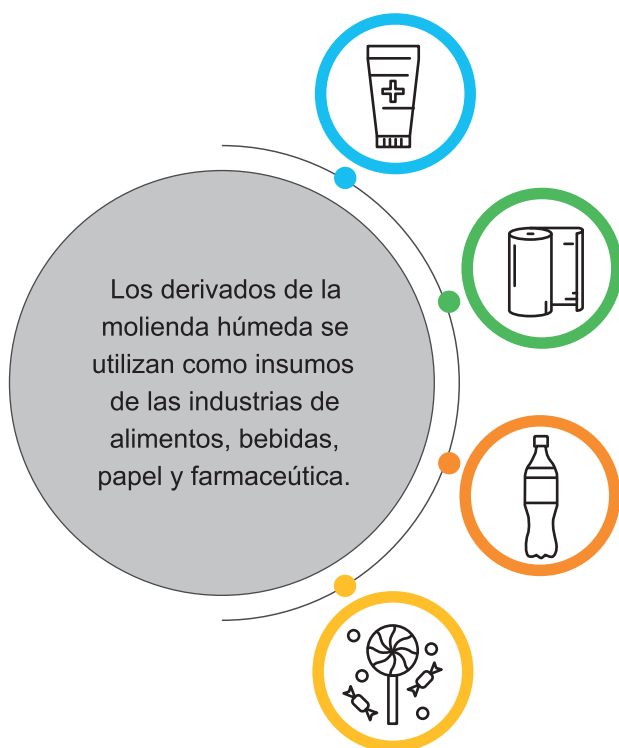 Los derivados de la
molienda húmeda se
utilizan como insumos
de las industrias de
alimentos, bebidas,
papel y farmaceútica.